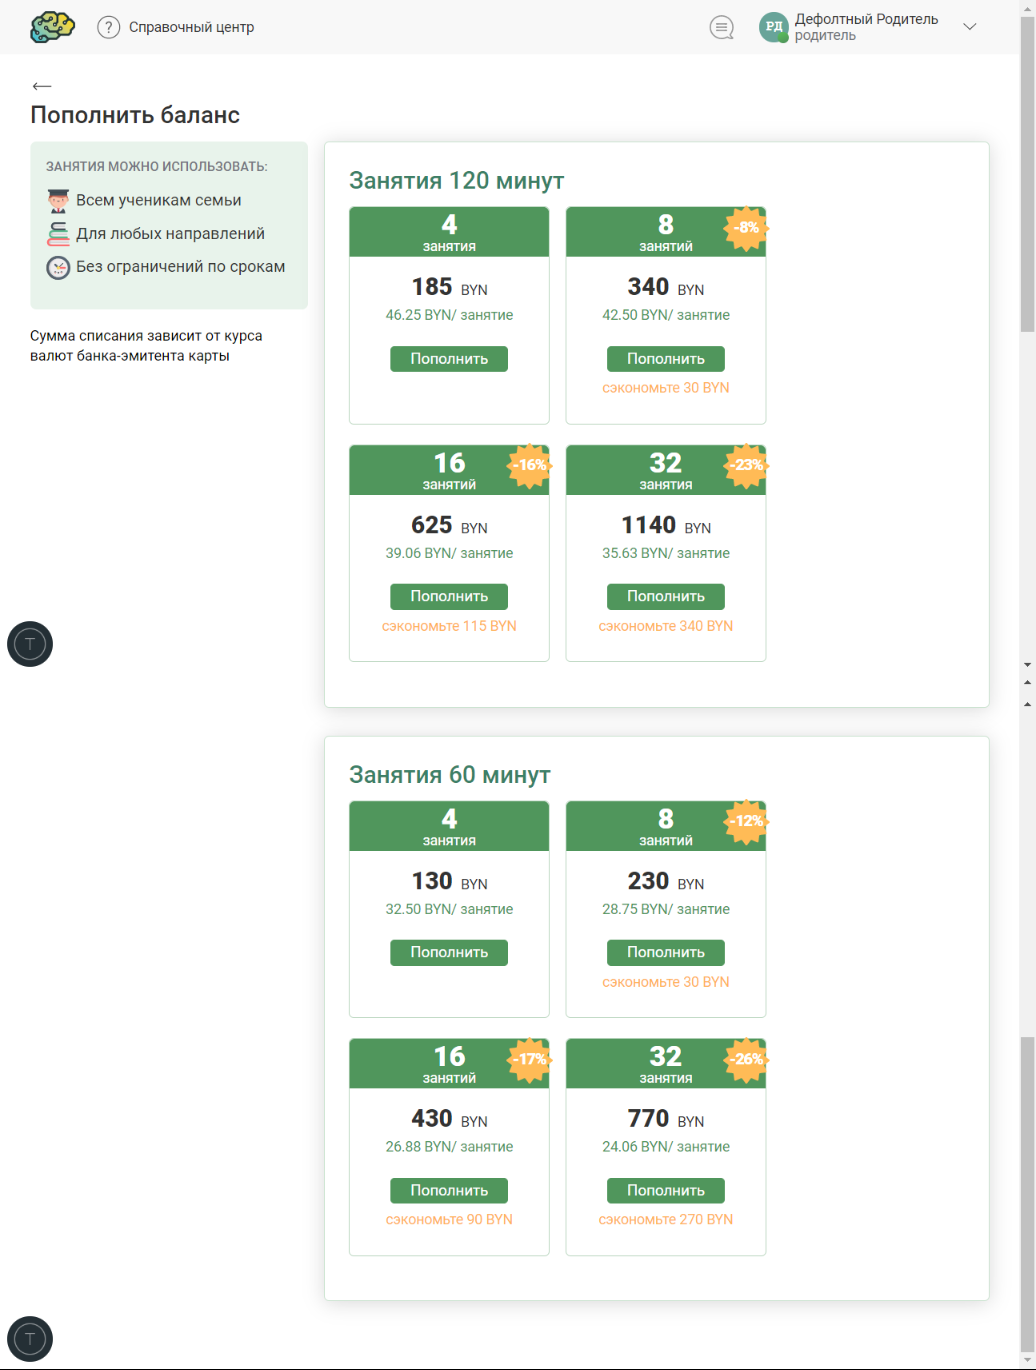 ? Справочный центр
РД Дефолтный Родитель
родитель
Пополнить баланс
ЗАНЯТИЯ МОЖНО ИСПОЛЬЗОВАТЬ:
Всем ученикам семьи
Для любых направлений
Без ограничений по срокам
Сумма списания зависит от курса
валют банка-эмитента карты
Занятия 120 минут
4
занятия
185 BYN
46.25 BYN/ занятие
Пополнить
8
занятий
-8%
340 BYN
42.50 BYN/ занятие
Пополнить
сэкономьте 30 BYN
16
занятий
-16%
625 BYN
39.06 BYN/ занятие
Пополнить
сэкономьте 115 BYN
32
занятия
-23%
1140 BYN
35.63 BYN/ занятие
Пополнить
сэкономьте 340 BYN
T
Занятия 60 минут
4
занятия
130 BYN
32.50 BYN/ занятие
Пополнить
8
занятий
-12%
230 BYN
28.75 BYN/ занятие
Пополнить
сэкономьте 30 BYN
16
занятий
-17%
430 BYN
26.88 BYN/ занятие
Пополнить
сэкономьте 90 BYN
32
занятия
-26%
770 BYN
24.06 BYN/ занятие
Пополнить
сэкономьте 270 BYN
T